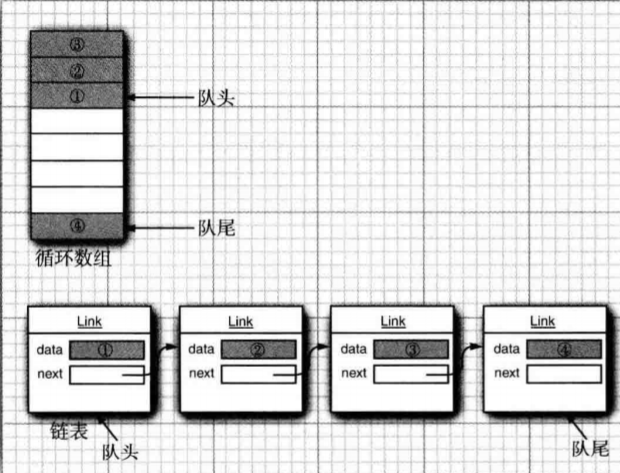 ③
②
①
队头
④
队尾
循环数组
Link
Link
Link
Link
data ①
data ②
data ③
data ④
next
next
next
next
链表
队头
队尾